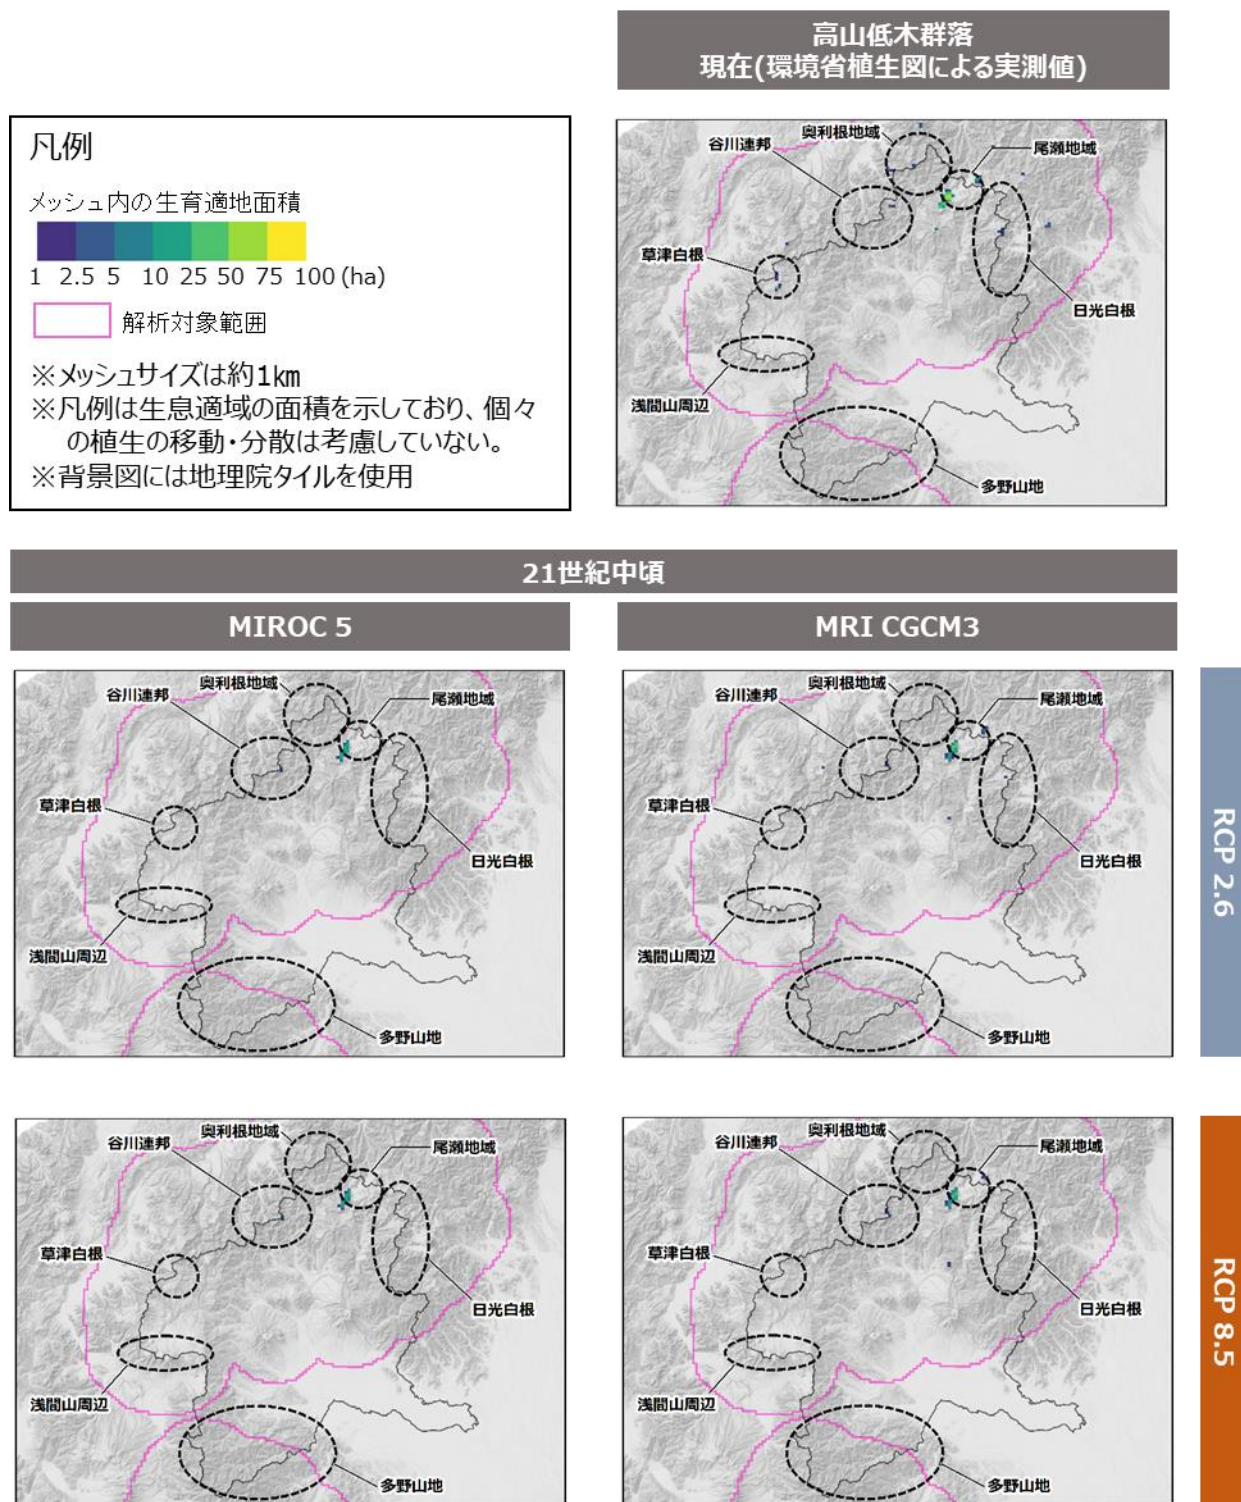 高山低木群落
現在(環境省植生図による実測値)
凡例
メッシュ内の生育適地面積
1 2.5 5 10 25 50 75 100 (ha)
解析対象範囲
※メッシュサイズは約1km
※凡例は生息適域の面積を示しており、個々
の植生の移動・分散は考慮していない。
※背景図には地理院タイルを使用
奥利根地域
谷川連邦
尾瀬地域
草津白根
日光白根
浅間山周辺
多野山地
21世紀中頃
MIROC 5
MRI CGCM3
奥利根地域
谷川連邦
尾瀬地域
草津白根
日光白根
浅間山周辺
多野山地
奥利根地域
谷川連邦
尾瀬地域
草津白根
日光白根
浅間山周辺
多野山地
RCP 2.6
奥利根地域
谷川連邦
尾瀬地域
草津白根
日光白根
浅間山周辺
多野山地
奥利根地域
谷川連邦
尾瀬地域
草津白根
日光白根
浅間山周辺
多野山地
RCP 8.5